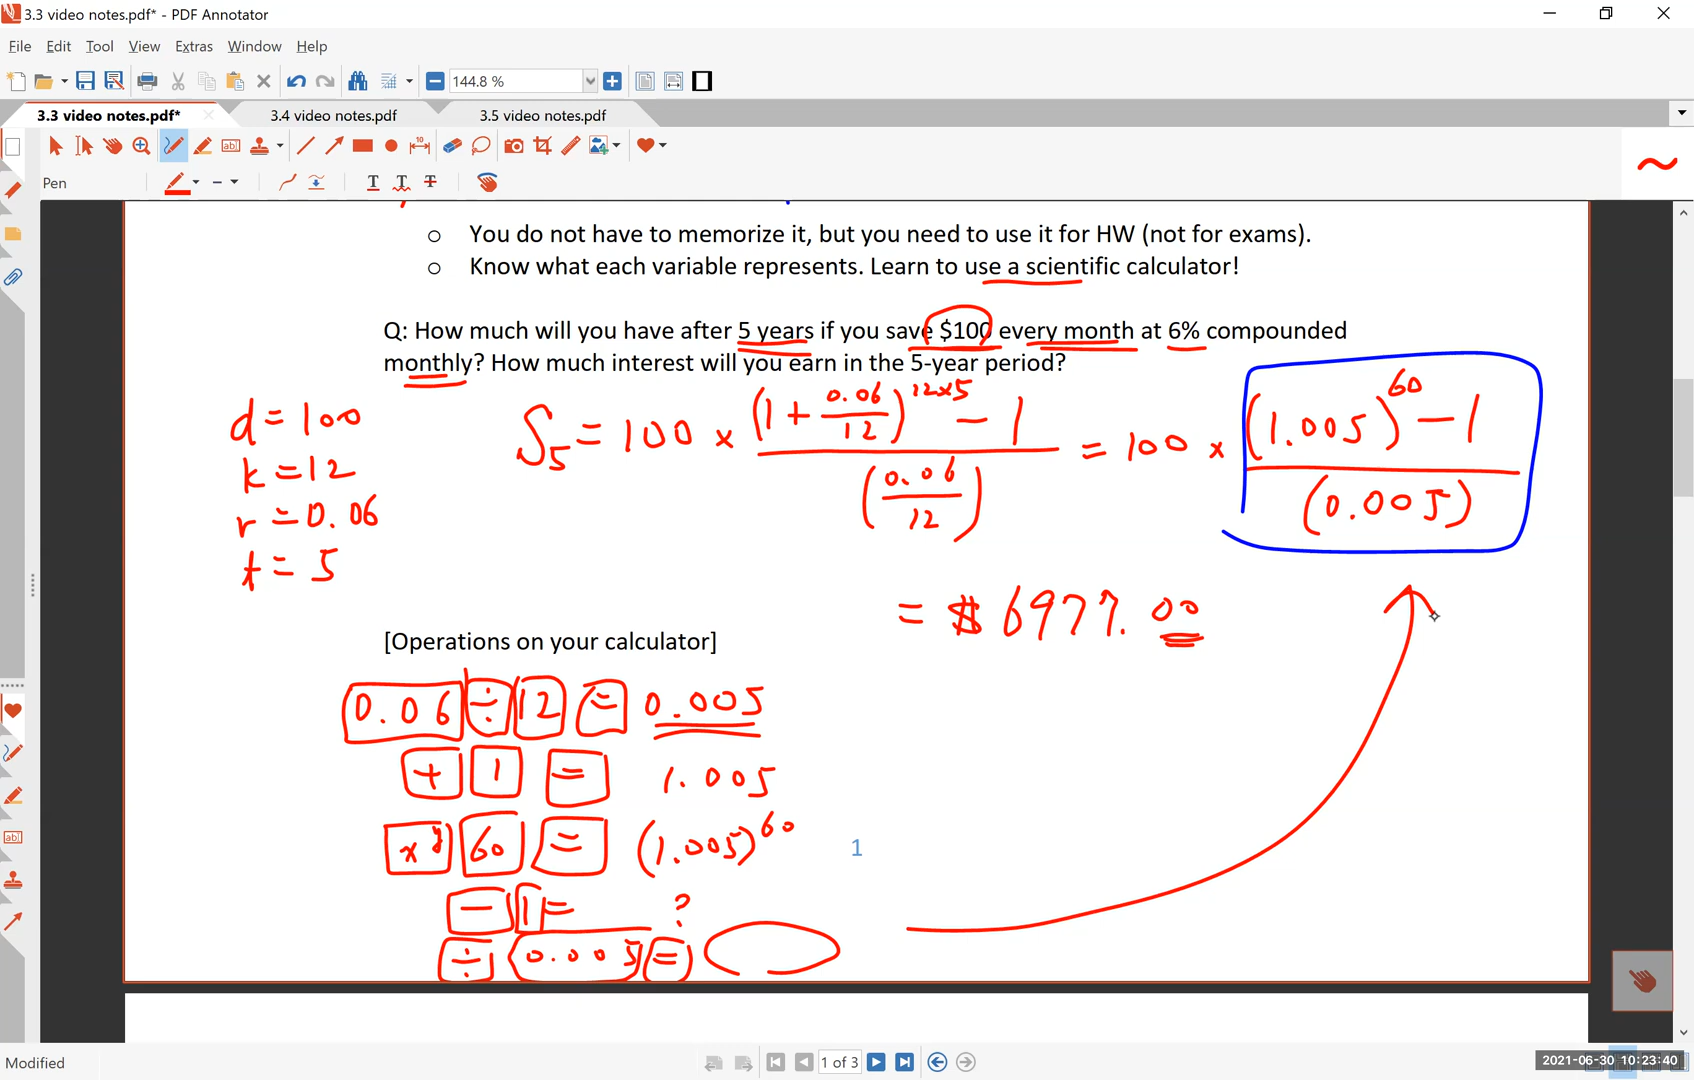 3.3 video notes.pdf* - PDF Annotator
File Edit Tool View Extras Window Help
144.8 %
3.3 video notes.pdf* 3.4 video notes.pdf 3.5 video notes.pdf
Pen
○ You do not have to memorize it, but you need to use it for HW (not for exams).
○ Know what each variable represents. Learn to use a scientific calculator!
Q: How much will you have after 5 years if you save $100 every month at 6% compounded
monthly? How much interest will you earn in the 5-year period?
d = 100
k = 12
r = 0.06
t = 5
S₅ = 100 × ((1 + 0.06/12)^(12×5) − 1) / (0.06/12) = 100 × ((1.005)^60 − 1) / (0.005)
= $6977.00
[Operations on your calculator]
0.06 ÷ 12 = 0.005
+ 1 = 1.005
x^y 60 = (1.005)^60
1
− 1 = ?
÷ 0.005 =
Modified
1 of 3
2021-06-30 10:23:40